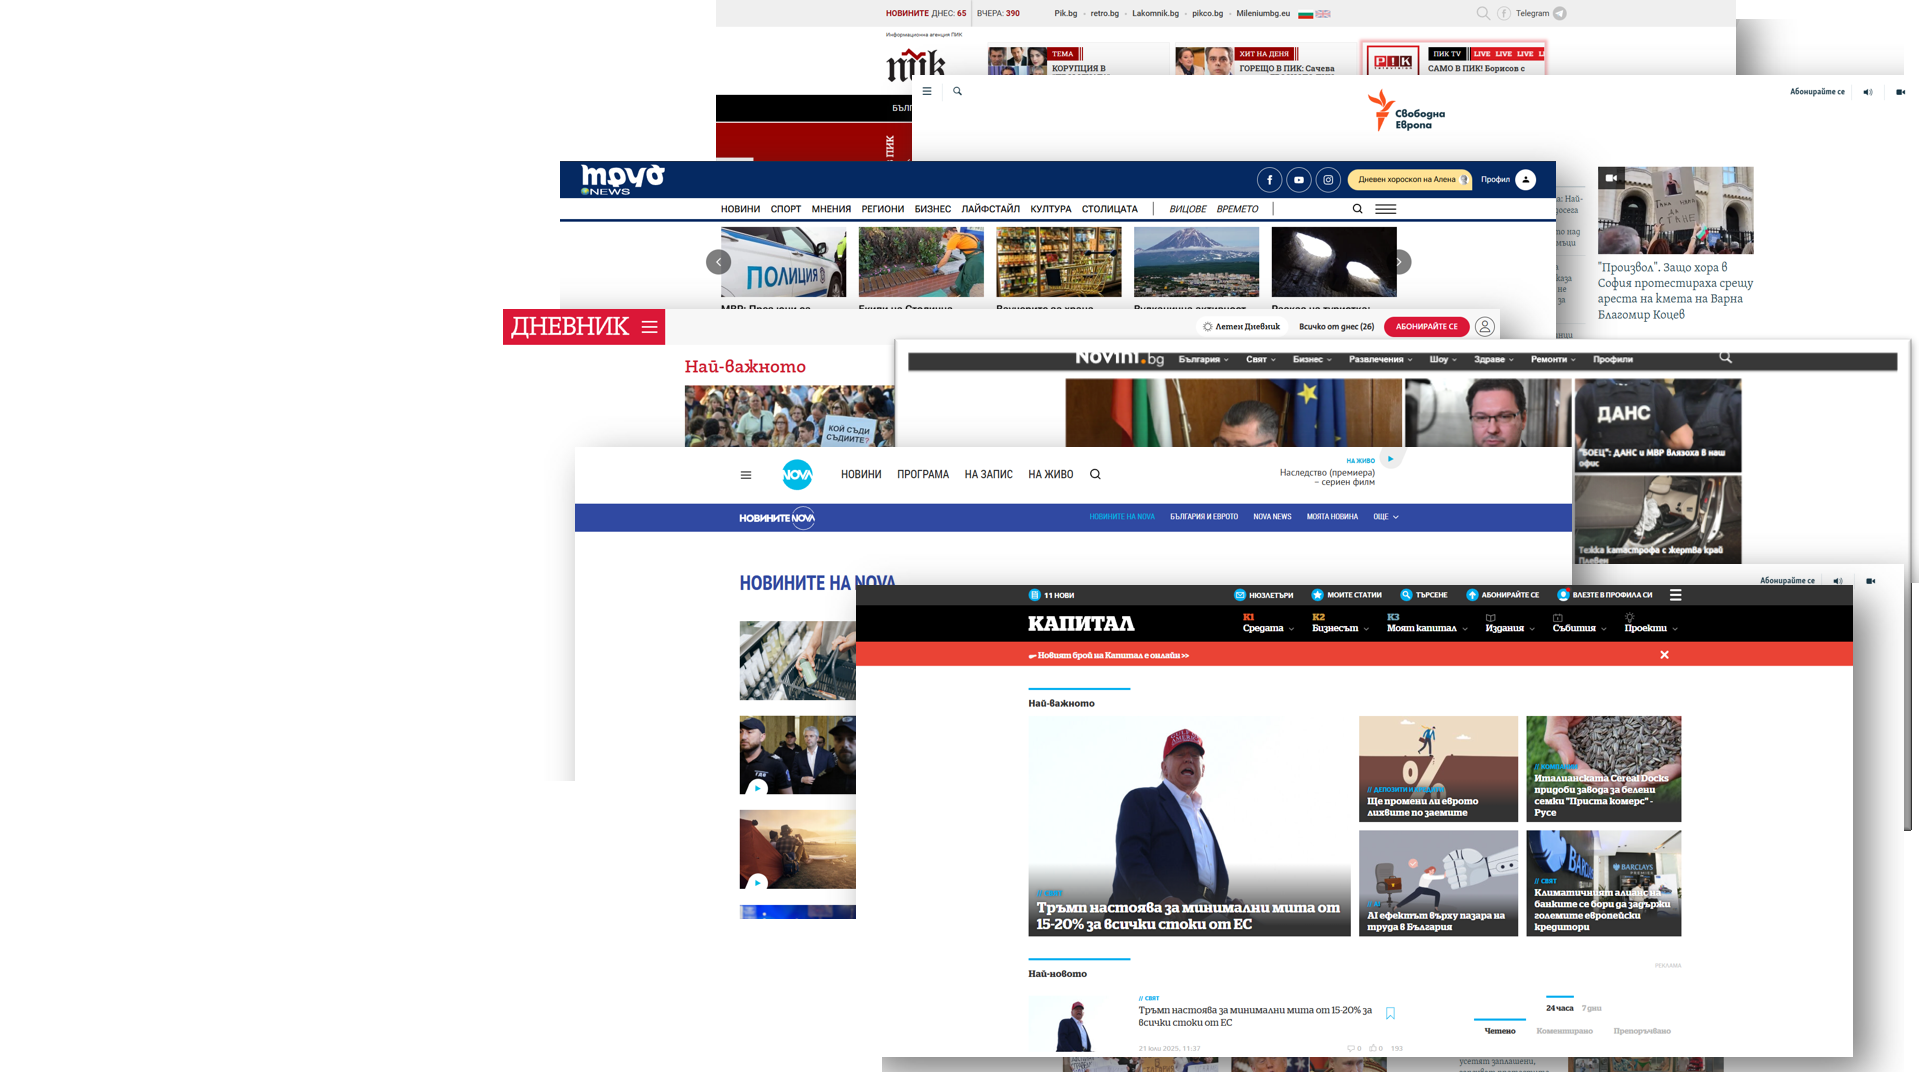 НОВИНИТЕ ДНЕС: 65 ВЧЕРА: 390 Pik.bg retro.bg Lakomnik.bg pikco.bg Mileniumbg.eu Telegram
Информационна агенция ПИК
пик
ТЕМА
КОРУПЦИЯ В
ХИТ НА ДЕНЯ
ГОРЕЩО В ПИК: Сачева
PIK
ПИК TV LIVE LIVE LIVE
САМО В ПИК! Борисов с
ПИК
Абонирайте се
Свободна
Европа
"Произвол". Защо хора в
София протестираха срещу
ареста на кмета на Варна
Благомир Коцев
ТАКА
ДА
СТАНЕ
труд
NEWS
Дневен хороскоп на Алена Профил
НОВИНИ СПОРТ МНЕНИЯ РЕГИОНИ БИЗНЕС ЛАЙФСТАЙЛ КУЛТУРА СТОЛИЦАТА ВИЦОВЕ ВРЕМЕТО
ПОЛИЦИЯ
ДНЕВНИК
Летен Дневник Всичко от днес (26) АБОНИРАЙТЕ СЕ
Най-важното
КОЙ СЪДИ
СЪДИИТЕ?
Novini.bg България Свят Бизнес Развлечения Шоу Здраве Ремонти Профили
ДАНС
"БОЕЦ": ДАНС и МВР влязоха в наш
офис
Тежка катастрофа с жертва край
Плевен
NOVA НОВИНИ ПРОГРАМА НА ЗАПИС НА ЖИВО
НА ЖИВО
Наследство (премиера)
– сериен филм
НОВИНИТЕ NOVA
НОВИНИТЕ НА NOVA БЪЛГАРИЯ И ЕВРОТО NOVA NEWS МОЯТА НОВИНА ОЩЕ
НОВИНИТЕ НА NOVA
Абонирайте се
11 НОВИ НЮЗЛЕТЪРИ МОИТЕ СТАТИИ ТЪРСЕНЕ АБОНИРАЙТЕ СЕ ВЛЕЗТЕ В ПРОФИЛА СИ
КАПИТАЛ
K1 K2 K3
Средата Бизнесът Моят капитал Издания Събития Проекти
Новият брой на Капитал е онлайн >>
Най-важното
// СВЯТ
Тръмп настоява за минимални мита от
15-20% за всички стоки от ЕС
Ще промени ли еврото
лихвите по заемите
Италианската Cereal Docks
придоби завода за белени
семки "Приста комерс" -
Русе
// AI
AI ефектът върху пазара на
труда в България
BARCLAYS
// СВЯТ
Климатичният алианс на
банките се бори да задържи
големите европейски
кредитори
РЕКЛАМА
Най-новото
// СВЯТ
Тръмп настоява за минимални мита от 15-20% за
всички стоки от ЕС
21 юли 2025, 11:37 0 0 193
24 часа 7 дни
Четено Коментирано Препоръчвано
усетят заплашени,